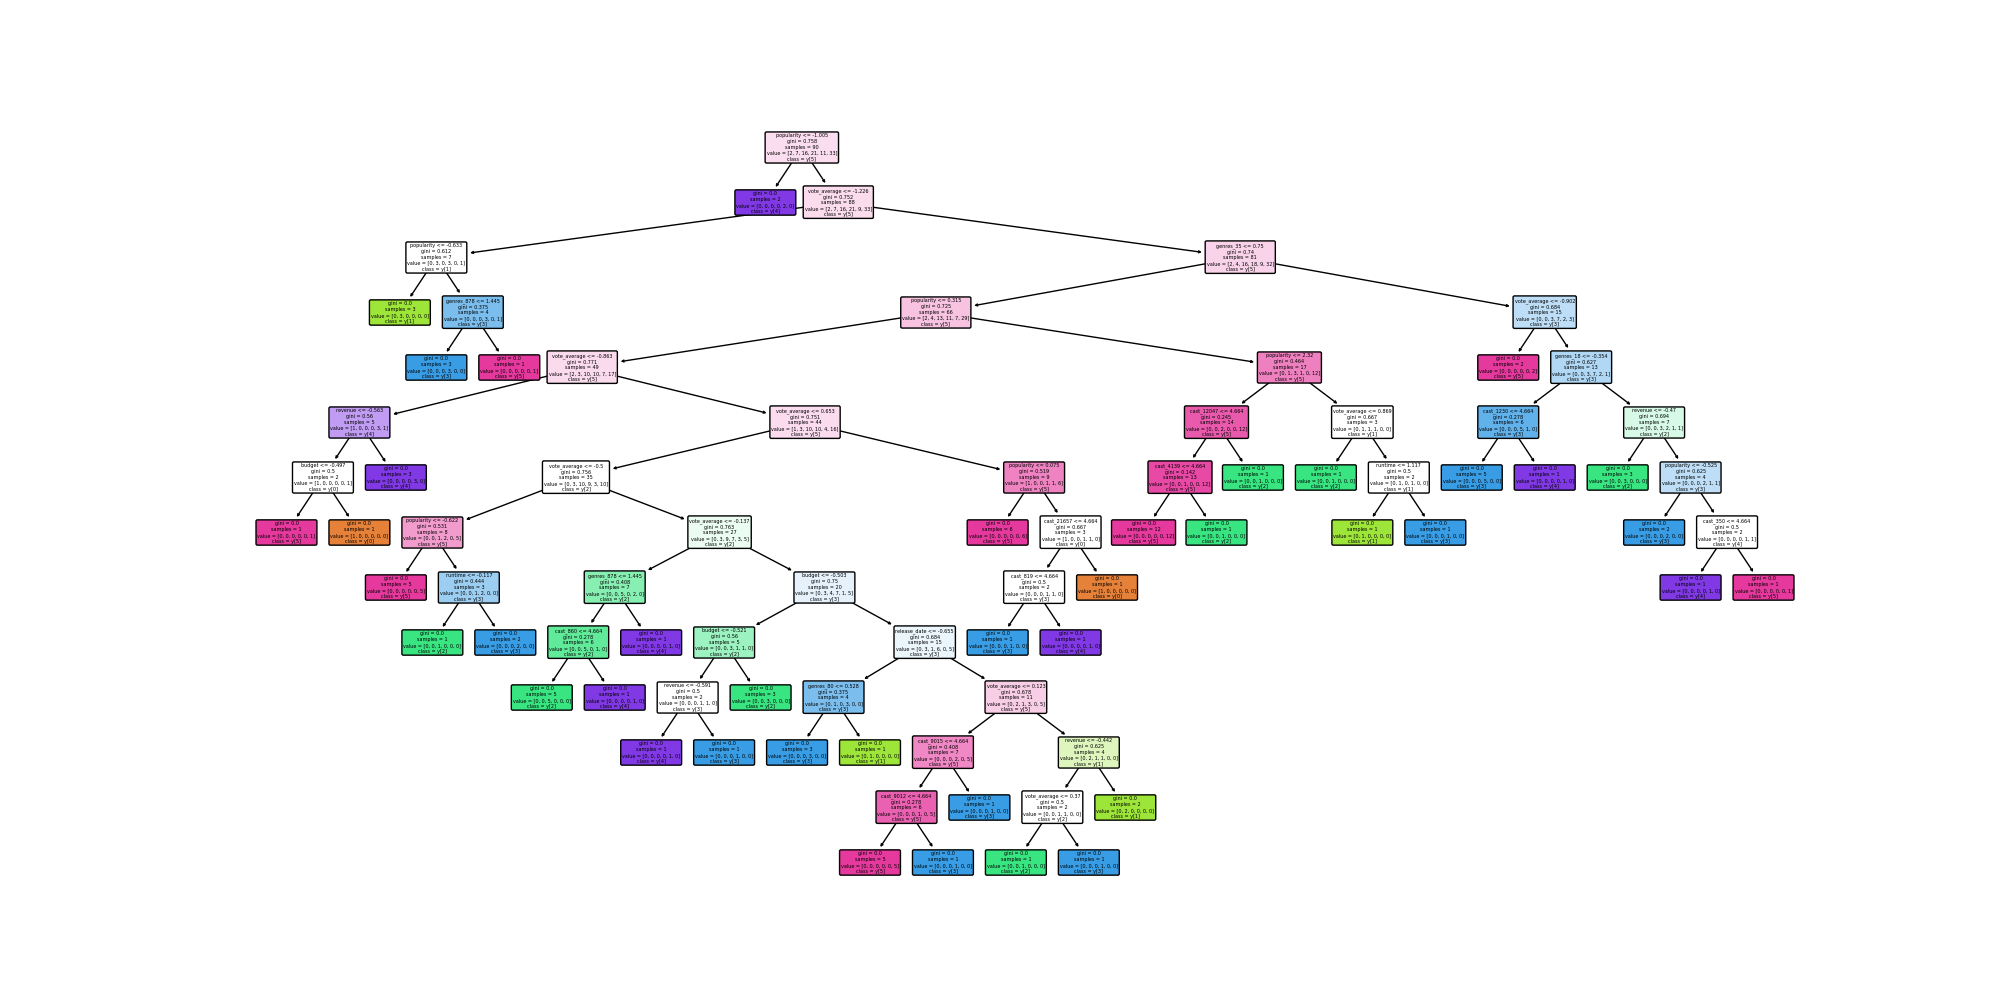 popularity <= -1.005
gini = 0.758
samples = 90
value = [2, 7, 16, 21, 11, 33]
class = y[5]
gini = 0.0
samples = 2
value = [0, 0, 0, 0, 2, 0]
class = y[4]
vote_average <= -1.226
gini = 0.752
samples = 88
value = [2, 7, 16, 21, 9, 33]
class = y[5]
popularity <= -0.633
gini = 0.612
samples = 7
value = [0, 3, 0, 3, 0, 1]
class = y[1]
genres_35 <= 0.75
gini = 0.74
samples = 81
value = [2, 4, 16, 18, 9, 32]
class = y[5]
gini = 0.0
samples = 3
value = [0, 3, 0, 0, 0, 0]
class = y[1]
genres_878 <= 1.445
gini = 0.375
samples = 4
value = [0, 0, 0, 3, 0, 1]
class = y[3]
popularity <= 0.315
gini = 0.725
samples = 66
value = [2, 4, 13, 11, 7, 29]
class = y[5]
vote_average <= -0.902
gini = 0.684
samples = 15
value = [0, 0, 3, 7, 2, 3]
class = y[3]
gini = 0.0
samples = 3
value = [0, 0, 0, 3, 0, 0]
class = y[3]
gini = 0.0
samples = 1
value = [0, 0, 0, 0, 0, 1]
class = y[5]
vote_average <= -0.863
gini = 0.771
samples = 49
value = [2, 3, 10, 10, 7, 17]
class = y[5]
popularity <= 2.32
gini = 0.464
samples = 17
value = [0, 1, 3, 1, 0, 12]
class = y[5]
gini = 0.0
samples = 2
value = [0, 0, 0, 0, 0, 2]
class = y[5]
genres_18 <= -0.354
gini = 0.627
samples = 13
value = [0, 0, 3, 7, 2, 1]
class = y[3]
revenue <= -0.563
gini = 0.56
samples = 5
value = [1, 0, 0, 0, 3, 1]
class = y[4]
vote_average <= 0.653
gini = 0.751
samples = 44
value = [1, 3, 10, 10, 4, 16]
class = y[5]
cast_12047 <= 4.664
gini = 0.245
samples = 14
value = [0, 0, 2, 0, 0, 12]
class = y[5]
vote_average <= 0.869
gini = 0.667
samples = 3
value = [0, 1, 1, 1, 0, 0]
class = y[1]
cast_1230 <= 4.664
gini = 0.278
samples = 6
value = [0, 0, 0, 5, 1, 0]
class = y[3]
revenue <= -0.47
gini = 0.694
samples = 7
value = [0, 0, 3, 2, 1, 1]
class = y[2]
budget <= -0.497
gini = 0.5
samples = 2
value = [1, 0, 0, 0, 0, 1]
class = y[0]
gini = 0.0
samples = 3
value = [0, 0, 0, 0, 3, 0]
class = y[4]
vote_average <= -0.5
gini = 0.756
samples = 35
value = [0, 3, 10, 9, 3, 10]
class = y[2]
popularity <= 0.075
gini = 0.519
samples = 9
value = [1, 0, 0, 1, 1, 6]
class = y[5]
cast_4139 <= 4.664
gini = 0.142
samples = 13
value = [0, 0, 1, 0, 0, 12]
class = y[5]
gini = 0.0
samples = 1
value = [0, 0, 1, 0, 0, 0]
class = y[2]
gini = 0.0
samples = 1
value = [0, 0, 1, 0, 0, 0]
class = y[2]
runtime <= 1.117
gini = 0.5
samples = 2
value = [0, 1, 0, 1, 0, 0]
class = y[1]
gini = 0.0
samples = 5
value = [0, 0, 0, 5, 0, 0]
class = y[3]
gini = 0.0
samples = 1
value = [0, 0, 0, 0, 1, 0]
class = y[4]
gini = 0.0
samples = 3
value = [0, 0, 3, 0, 0, 0]
class = y[2]
popularity <= -0.525
gini = 0.625
samples = 4
value = [0, 0, 0, 2, 1, 1]
class = y[3]
gini = 0.0
samples = 1
value = [0, 0, 0, 0, 0, 1]
class = y[5]
gini = 0.0
samples = 1
value = [1, 0, 0, 0, 0, 0]
class = y[0]
popularity <= -0.622
gini = 0.531
samples = 8
value = [0, 0, 1, 2, 0, 5]
class = y[5]
vote_average <= -0.137
gini = 0.763
samples = 27
value = [0, 3, 9, 7, 3, 5]
class = y[2]
gini = 0.0
samples = 6
value = [0, 0, 0, 0, 0, 6]
class = y[5]
cast_21657 <= 4.664
gini = 0.667
samples = 3
value = [1, 0, 0, 1, 1, 0]
class = y[0]
gini = 0.0
samples = 12
value = [0, 0, 0, 0, 0, 12]
class = y[5]
gini = 0.0
samples = 1
value = [0, 0, 1, 0, 0, 0]
class = y[2]
gini = 0.0
samples = 1
value = [0, 1, 0, 0, 0, 0]
class = y[1]
gini = 0.0
samples = 1
value = [0, 0, 0, 1, 0, 0]
class = y[3]
gini = 0.0
samples = 2
value = [0, 0, 0, 2, 0, 0]
class = y[3]
cast_350 <= 4.664
gini = 0.5
samples = 2
value = [0, 0, 0, 0, 1, 1]
class = y[4]
gini = 0.0
samples = 5
value = [0, 0, 0, 0, 0, 5]
class = y[5]
runtime <= -0.117
gini = 0.444
samples = 3
value = [0, 0, 1, 2, 0, 0]
class = y[3]
genres_878 <= 1.445
gini = 0.408
samples = 7
value = [0, 0, 5, 0, 2, 0]
class = y[2]
budget <= -0.503
gini = 0.75
samples = 20
value = [0, 3, 4, 7, 1, 5]
class = y[3]
cast_819 <= 4.664
gini = 0.5
samples = 2
value = [0, 0, 0, 1, 1, 0]
class = y[3]
gini = 0.0
samples = 1
value = [1, 0, 0, 0, 0, 0]
class = y[0]
gini = 0.0
samples = 1
value = [0, 0, 0, 0, 1, 0]
class = y[4]
gini = 0.0
samples = 1
value = [0, 0, 0, 0, 0, 1]
class = y[5]
gini = 0.0
samples = 1
value = [0, 0, 1, 0, 0, 0]
class = y[2]
gini = 0.0
samples = 2
value = [0, 0, 0, 2, 0, 0]
class = y[3]
cast_860 <= 4.664
gini = 0.278
samples = 6
value = [0, 0, 5, 0, 1, 0]
class = y[2]
gini = 0.0
samples = 1
value = [0, 0, 0, 0, 1, 0]
class = y[4]
budget <= -0.521
gini = 0.56
samples = 5
value = [0, 0, 3, 1, 1, 0]
class = y[2]
release_date <= -0.655
gini = 0.684
samples = 15
value = [0, 3, 1, 6, 0, 5]
class = y[3]
gini = 0.0
samples = 1
value = [0, 0, 0, 1, 0, 0]
class = y[3]
gini = 0.0
samples = 1
value = [0, 0, 0, 0, 1, 0]
class = y[4]
gini = 0.0
samples = 5
value = [0, 0, 5, 0, 0, 0]
class = y[2]
gini = 0.0
samples = 1
value = [0, 0, 0, 0, 1, 0]
class = y[4]
revenue <= -0.591
gini = 0.5
samples = 2
value = [0, 0, 0, 1, 1, 0]
class = y[3]
gini = 0.0
samples = 3
value = [0, 0, 3, 0, 0, 0]
class = y[2]
genres_80 <= 0.528
gini = 0.375
samples = 4
value = [0, 1, 0, 3, 0, 0]
class = y[3]
vote_average <= 0.123
gini = 0.678
samples = 11
value = [0, 2, 1, 3, 0, 5]
class = y[5]
gini = 0.0
samples = 1
value = [0, 0, 0, 0, 1, 0]
class = y[4]
gini = 0.0
samples = 1
value = [0, 0, 0, 1, 0, 0]
class = y[3]
gini = 0.0
samples = 3
value = [0, 0, 0, 3, 0, 0]
class = y[3]
gini = 0.0
samples = 1
value = [0, 1, 0, 0, 0, 0]
class = y[1]
cast_9015 <= 4.664
gini = 0.408
samples = 7
value = [0, 0, 0, 2, 0, 5]
class = y[5]
revenue <= -0.442
gini = 0.625
samples = 4
value = [0, 2, 1, 1, 0, 0]
class = y[1]
cast_9012 <= 4.664
gini = 0.278
samples = 6
value = [0, 0, 0, 1, 0, 5]
class = y[5]
gini = 0.0
samples = 1
value = [0, 0, 0, 1, 0, 0]
class = y[3]
vote_average <= 0.37
gini = 0.5
samples = 2
value = [0, 0, 1, 1, 0, 0]
class = y[2]
gini = 0.0
samples = 2
value = [0, 2, 0, 0, 0, 0]
class = y[1]
gini = 0.0
samples = 5
value = [0, 0, 0, 0, 0, 5]
class = y[5]
gini = 0.0
samples = 1
value = [0, 0, 0, 1, 0, 0]
class = y[3]
gini = 0.0
samples = 1
value = [0, 0, 1, 0, 0, 0]
class = y[2]
gini = 0.0
samples = 1
value = [0, 0, 0, 1, 0, 0]
class = y[3]